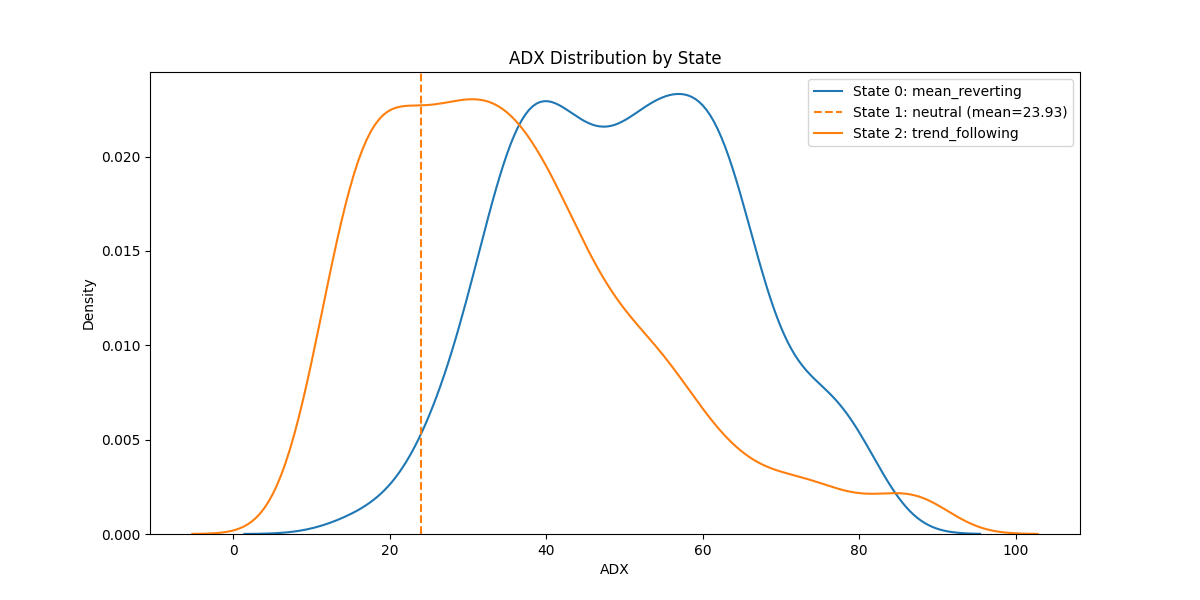 ADX Distribution by State
State 0: mean_reverting
State 1: neutral (mean=23.93)
State 2: trend_following
Density
0.020
0.015
0.010
0.005
0.000
0 20 40 60 80 100
ADX